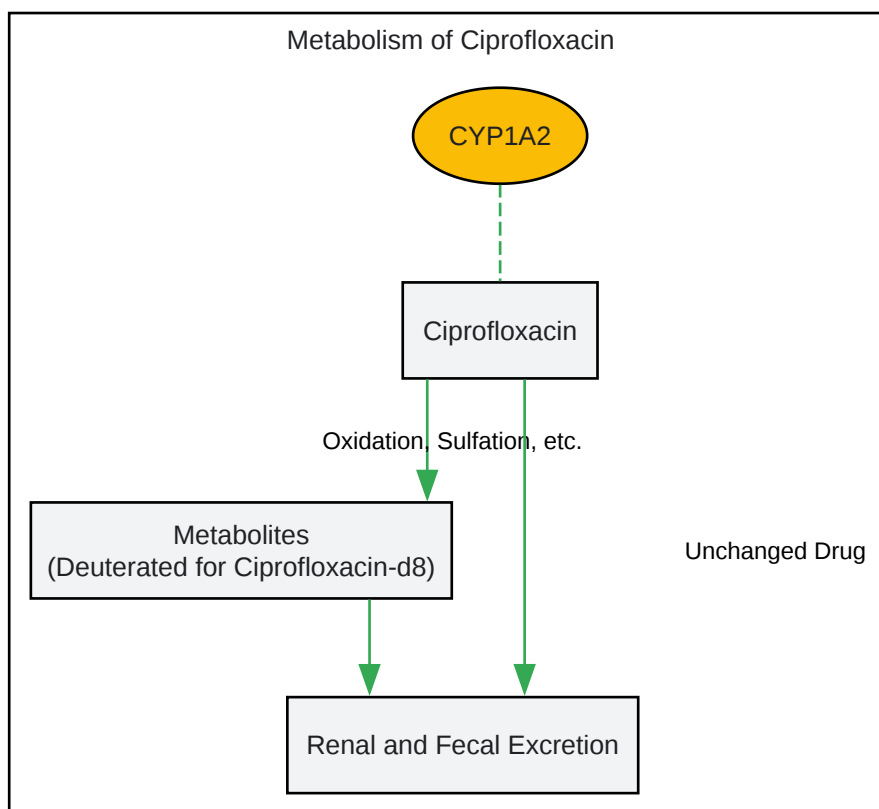 Metabolism of Ciprofloxacin
CYP1A2
Ciprofloxacin
Oxidation, Sulfation, etc.
Metabolites
(Deuterated for Ciprofloxacin-d8)
Unchanged Drug
Renal and Fecal Excretion